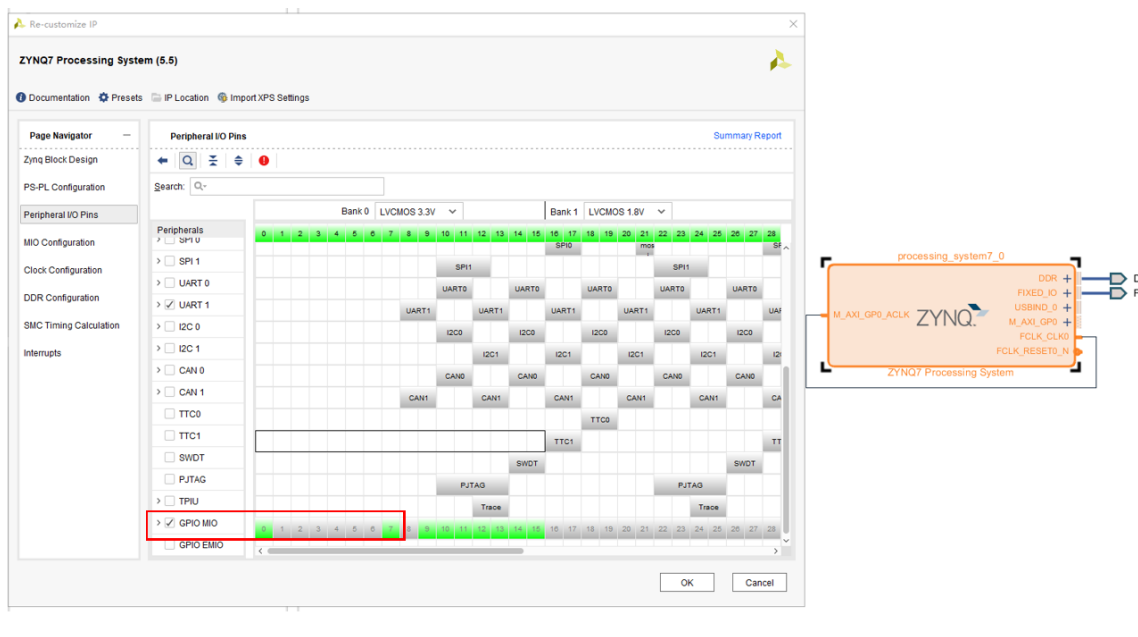 Re-customize IP
ZYNQ7 Processing System (5.5)
Documentation Presets IP Location Import XPS Settings
Page Navigator
Zynq Block Design
PS-PL Configuration
Peripheral I/O Pins
MIO Configuration
Clock Configuration
DDR Configuration
SMC Timing Calculation
Interrupts
Peripheral I/O Pins Summary Report
Search:
Bank 0 LVCMOS 3.3V Bank 1 LVCMOS 1.8V
Peripherals 0 1 2 3 4 5 6 7 8 9 10 11 12 13 14 15 16 17 18 19 20 21 22 23 24 25 26 27 28
SPI 0 SPI0 mos
SPI 1 SPI1 SPI1
UART 0 UART0 UART0 UART0 UART0 UART0
UART 1 UART1 UART1 UART1 UART1 UART1
I2C 0 I2C0 I2C0 I2C0 I2C0 I2C0
I2C 1 I2C1 I2C1 I2C1 I2C1
CAN 0 CAN0 CAN0 CAN0 CAN0 CAN0
CAN 1 CAN1 CAN1 CAN1 CAN1 CAN1 CA
TTC0 TTC0
TTC1 TTC1 TT
SWDT SWDT SWDT
PJTAG PJTAG PJTAG
TPIU Trace Trace
GPIO MIO 0 1 2 3 4 5 6 7 8 9 10 11 12 13 14 15 16 17 18 19 20 21 22 23 24 25 26 27 28
GPIO EMIO
OK Cancel
processing_system7_0
DDR
FIXED_IO
USBIND_0
M_AXI_GP0_ACLK ZYNQ M_AXI_GP0
FCLK_CLK0
FCLK_RESET0_N
ZYNQ7 Processing System